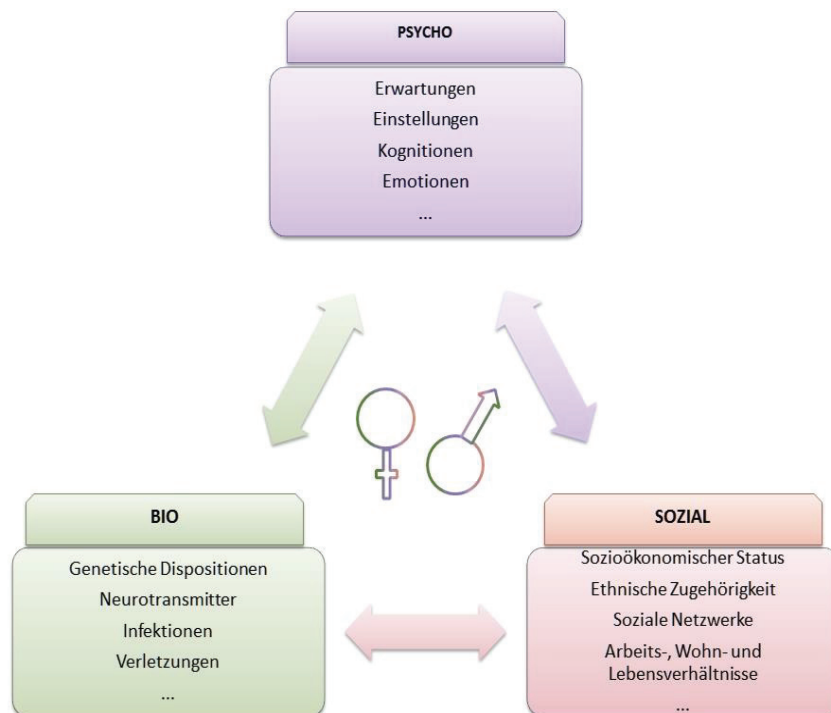 PSYCHO
Erwartungen
Einstellungen
Kognitionen
Emotionen
...
BIO
Genetische Dispositionen
Neurotransmitter
Infektionen
Verletzungen
...
SOZIAL
Sozioökonomischer Status
Ethnische Zugehörigkeit
Soziale Netzwerke
Arbeits-, Wohn- und
Lebensverhältnisse
...